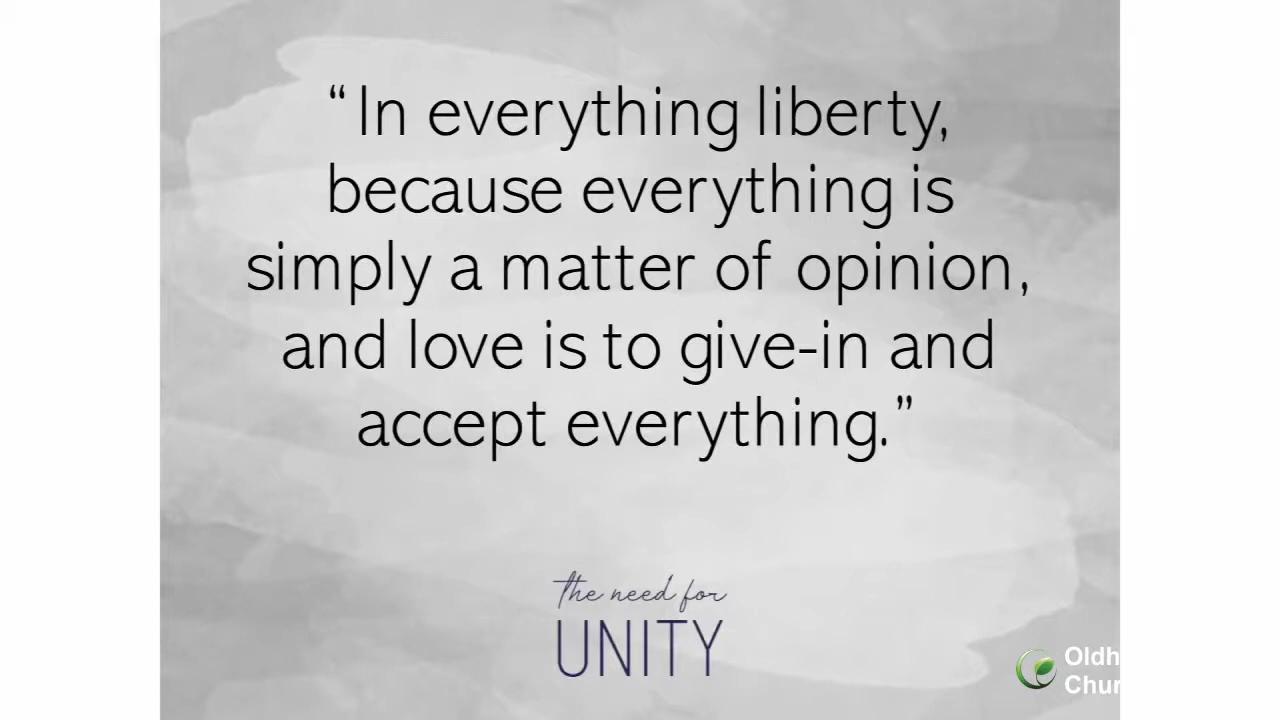 “In everything liberty,
because everything is
simply a matter of opinion,
and love is to give-in and
accept everything.”
the need for
UNITY